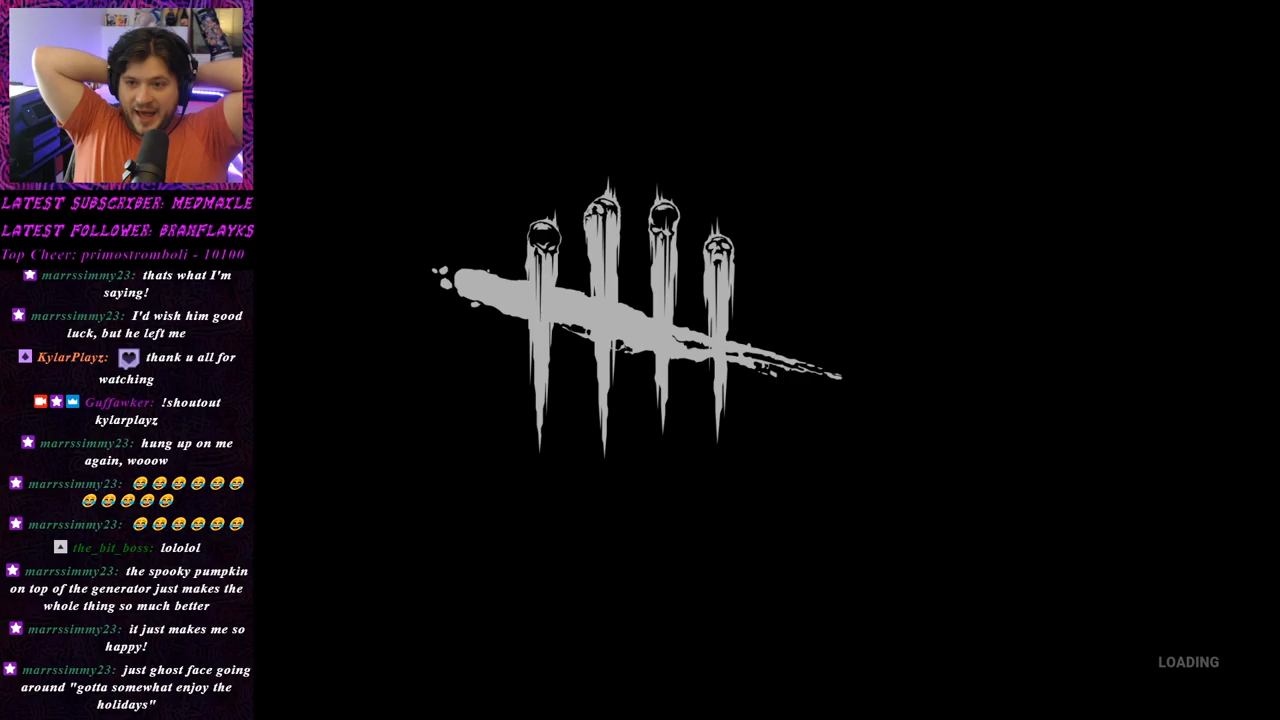 LATEST SUBSCRIBER: MEDMAILE
LATEST FOLLOWER: BRAMFLAYKS
Top Cheer: primostromboli - 10100
marrssimmy23: thats what I'm
saying!
marrssimmy23: I'd wish him good
luck, but he left me
KylarPlayz: thank u all for
watching
Guffawker: !shoutout
kylarplayz
marrssimmy23: hung up on me
again, wooow
marrssimmy23: 😂😂😂😂😂😂
😂😂😂😂😂
marrssimmy23: 😂😂😂😂😂😂
the_bit_boss: lololol
marrssimmy23: the spooky pumpkin
on top of the generator just makes the
whole thing so much better
marrssimmy23: it just makes me so
happy!
marrssimmy23: just ghost face going
around "gotta somewhat enjoy the
holidays"
LOADING